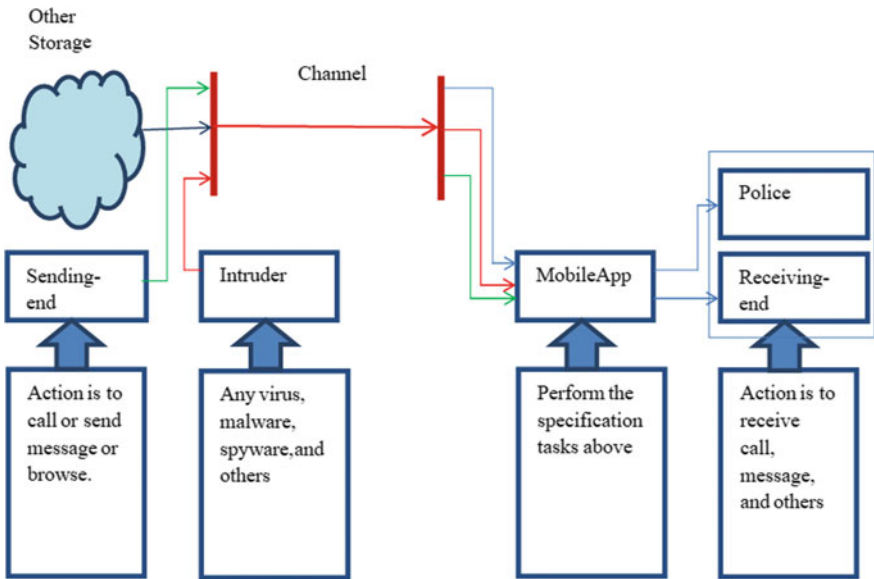 Other
Storage
Channel
Police
Sending-
end
Intruder
MobileApp
Receiving-
end
Action is to
call or send
message or
browse.
Any virus,
malware,
spyware,and
others
Perform the
specification
tasks above
Action is to
receive
call,
message,
and others